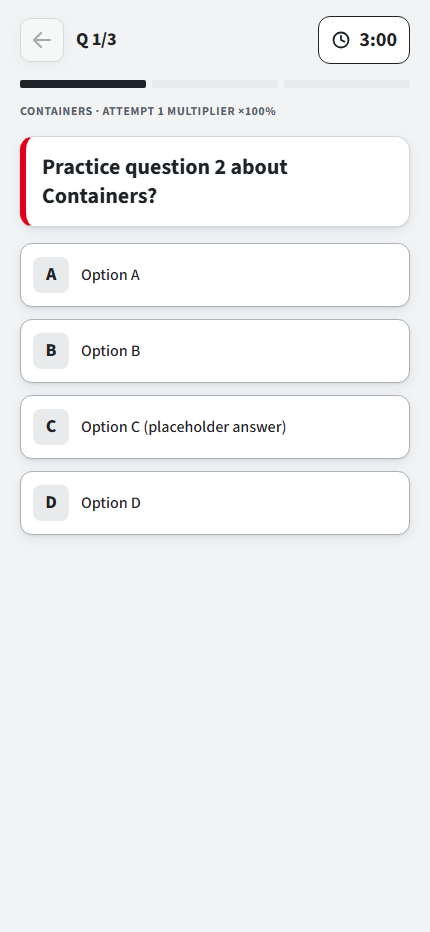 Q 1/3
3:00
CONTAINERS · ATTEMPT 1 MULTIPLIER ×100%
Practice question 2 about
Containers?
A Option A
B Option B
C Option C (placeholder answer)
D Option D